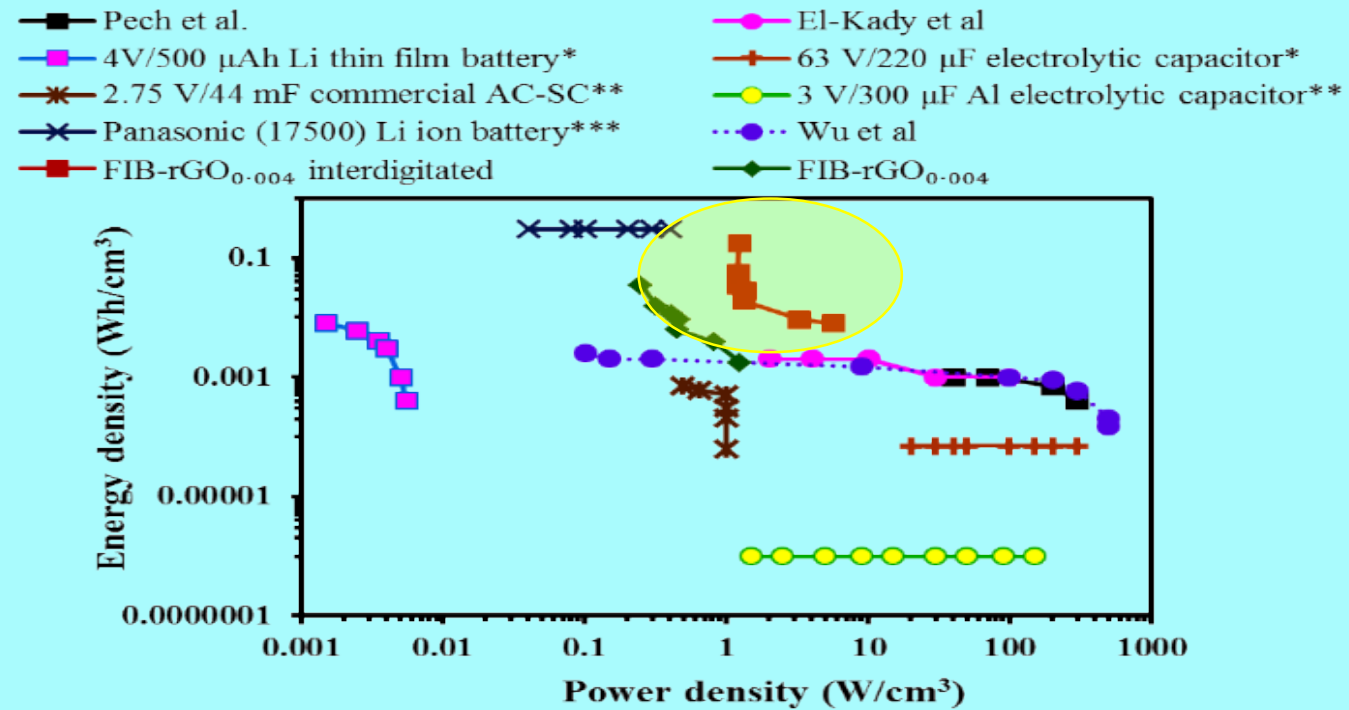 Pech et al. El-Kady et al
4V/500 μAh Li thin film battery* 63 V/220 μF electrolytic capacitor*
2.75 V/44 mF commercial AC-SC** 3 V/300 μF Al electrolytic capacitor**
Panasonic (17500) Li ion battery*** Wu et al
FIB-rGO₀.₀₀₄ interdigitated FIB-rGO₀.₀₀₄
Energy density (Wh/cm³)
0.1
0.001
0.00001
0.0000001
0.001 0.01 0.1 1 10 100 1000
Power density (W/cm³)